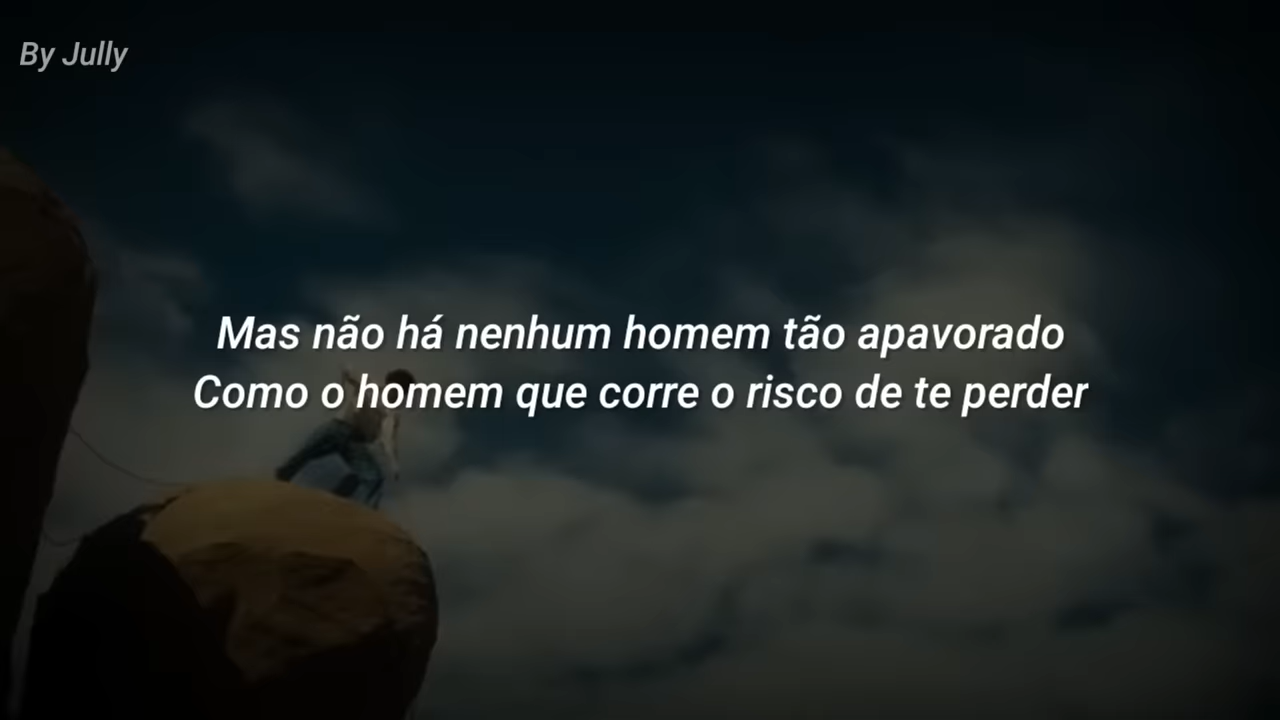 By Jully
Mas não há nenhum homem tão apavorado
Como o homem que corre o risco de te perder